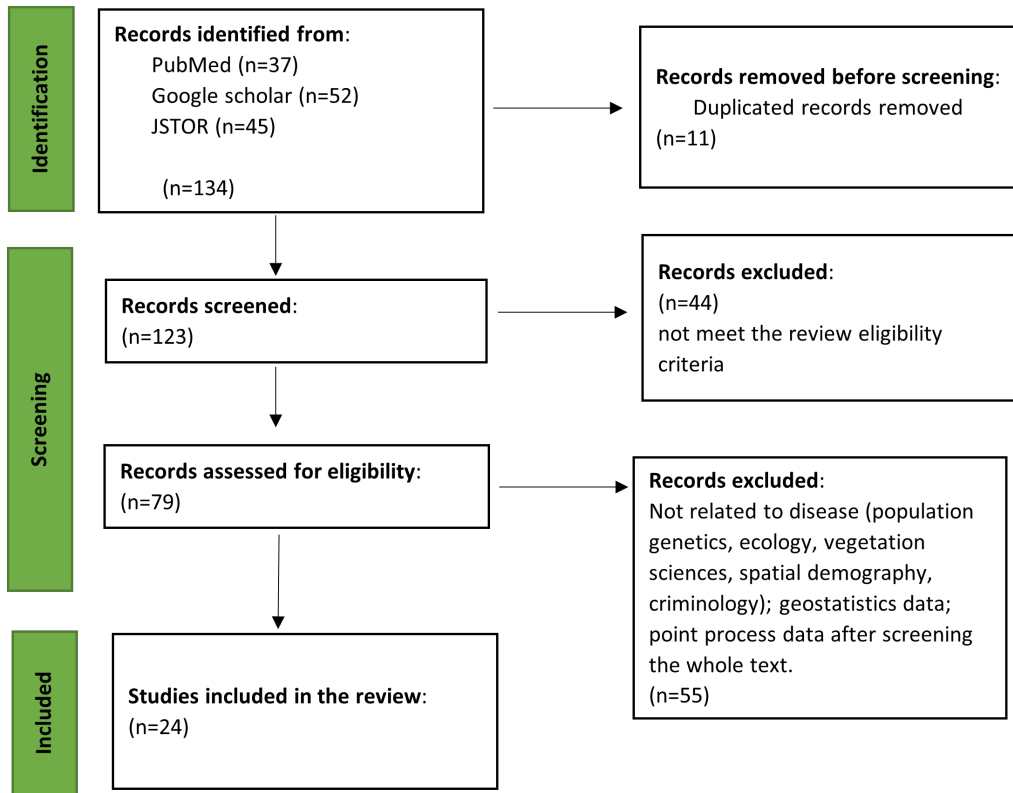 Identification
Records identified from:
PubMed (n=37)
Google scholar (n=52)
JSTOR (n=45)
(n=134)
Records removed before screening:
Duplicated records removed
(n=11)
Screening
Records screened:
(n=123)
Records excluded:
(n=44)
not meet the review eligibility
criteria
Records assessed for eligibility:
(n=79)
Records excluded:
Not related to disease (population
genetics, ecology, vegetation
sciences, spatial demography,
criminology); geostatistics data;
point process data after screening
the whole text.
(n=55)
Included
Studies included in the review:
(n=24)